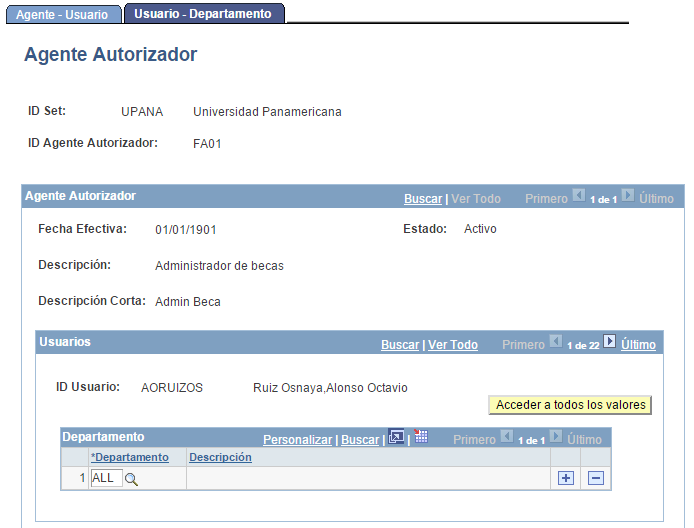 Agente - Usuario Usuario - Departamento
Agente Autorizador
ID Set: UPANA Universidad Panamericana
ID Agente Autorizador: FA01
Agente Autorizador Buscar | Ver Todo Primero 1 de 1 Último
Fecha Efectiva: 01/01/1901 Estado: Activo
Descripción: Administrador de becas
Descripción Corta: Admin Beca
Usuarios Buscar | Ver Todo Primero 1 de 22 Último
ID Usuario: AORUIZOS Ruiz Osnaya,Alonso Octavio
Acceder a todos los valores
Departamento Personalizar | Buscar | | Primero 1 de 1 Último
*Departamento Descripción
1 ALL